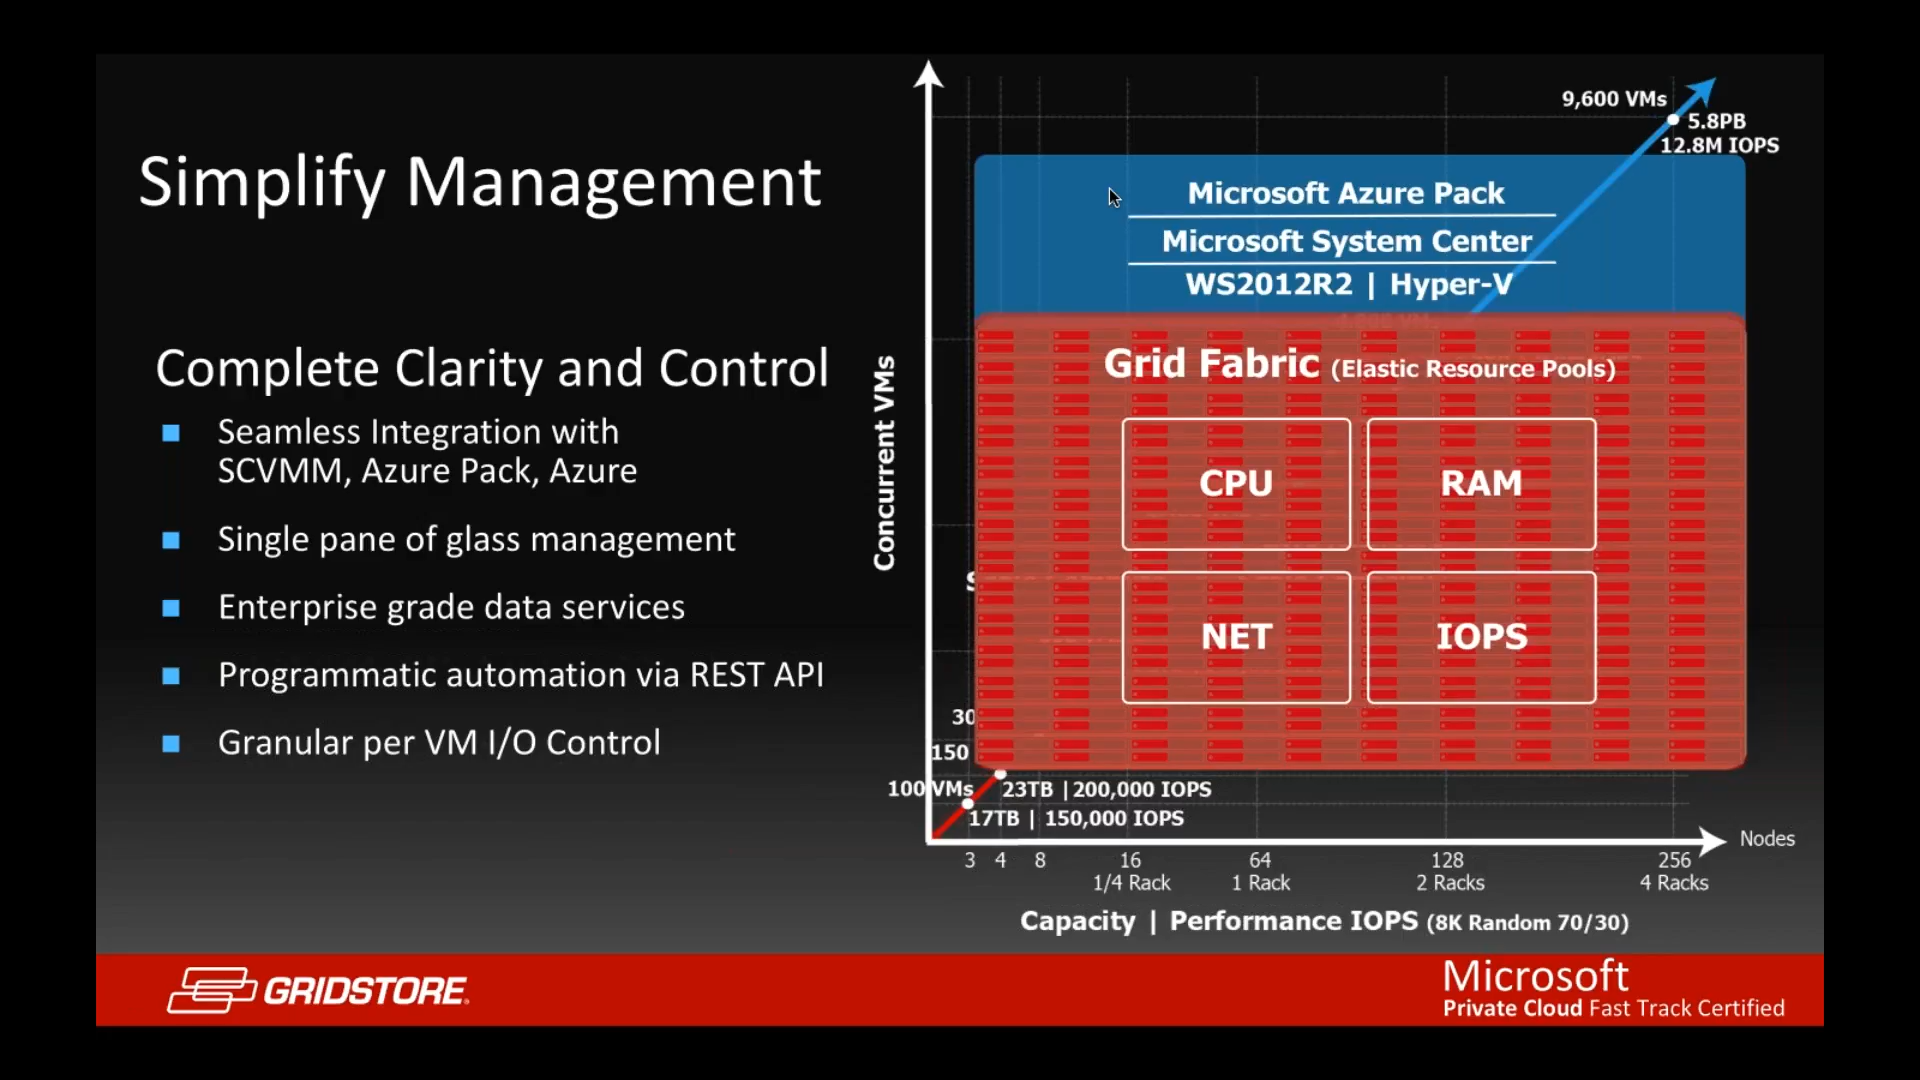 Simplify Management
Complete Clarity and Control
Seamless Integration with
SCVMM, Azure Pack, Azure
Single pane of glass management
Enterprise grade data services
Programmatic automation via REST API
Granular per VM I/O Control
Concurrent VMs
9,600 VMs
5.8PB
12.8M IOPS
Microsoft Azure Pack
Microsoft System Center
WS2012R2 | Hyper-V
Grid Fabric (Elastic Resource Pools)
CPU
RAM
NET
IOPS
150
100 VMs
23TB | 200,000 IOPS
17TB | 150,000 IOPS
Nodes
3 4 8 16 64 128 256
1/4 Rack 1 Rack 2 Racks 4 Racks
Capacity | Performance IOPS (8K Random 70/30)
GRIDSTORE
Microsoft
Private Cloud Fast Track Certified